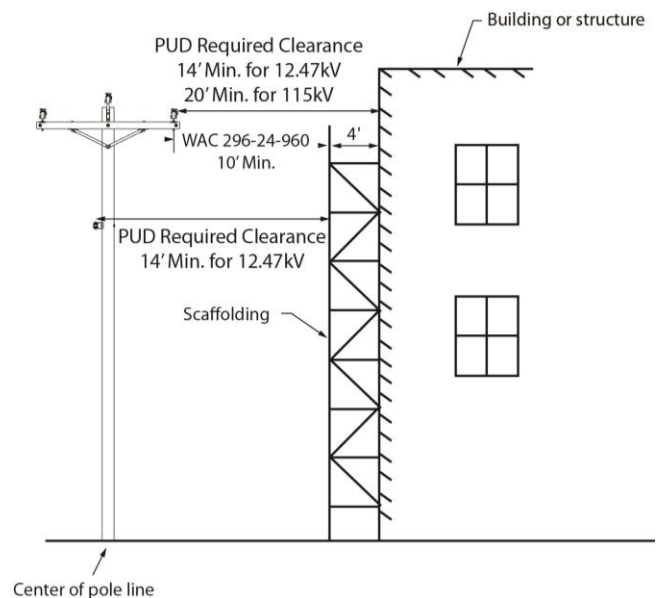 Building or structure
PUD Required Clearance
14' Min. for 12.47kV
20' Min. for 115kV
WAC 296-24-960
10' Min.
4'
PUD Required Clearance
14' Min. for 12.47kV
Scaffolding
Center of pole line